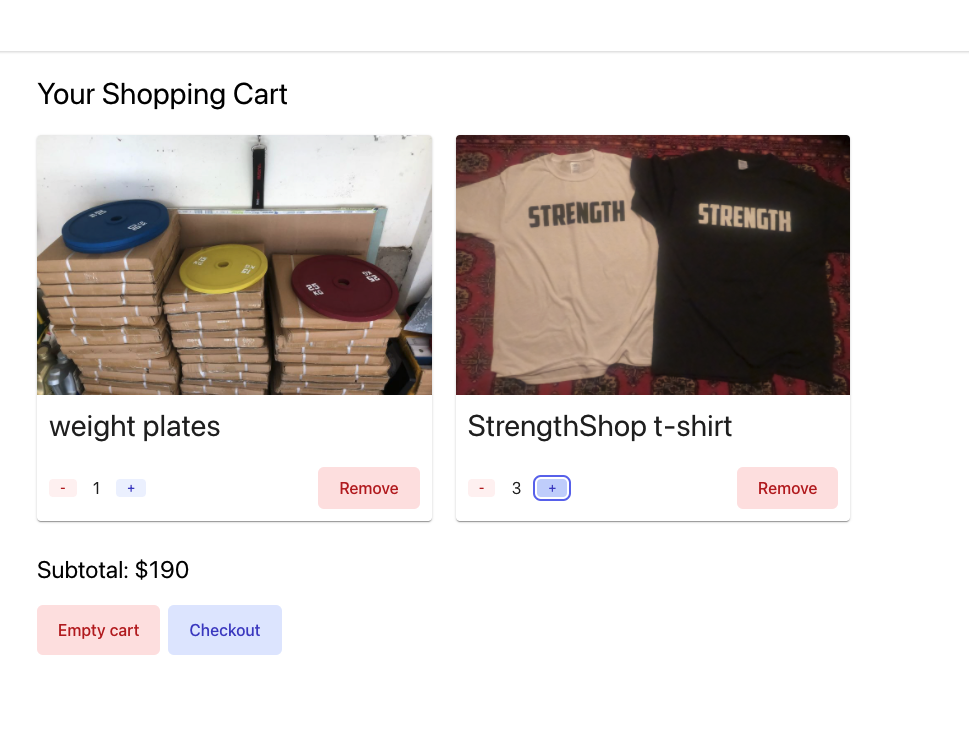 Your Shopping Cart
STRENGTH
STRENGTH
weight plates
StrengthShop t-shirt
- 1 +
Remove
- 3 +
Remove
Subtotal: $190
Empty cart
Checkout